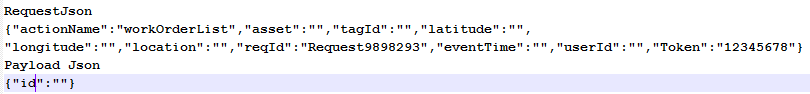 RequestJson
{"actionName":"workOrderList","asset":"","tagId":"","latitude":"",
"longitude":"","location":"","reqId":"Request9898293","eventTime":"","userId":"","Token":"12345678"}
Payload Json
{"id":""}